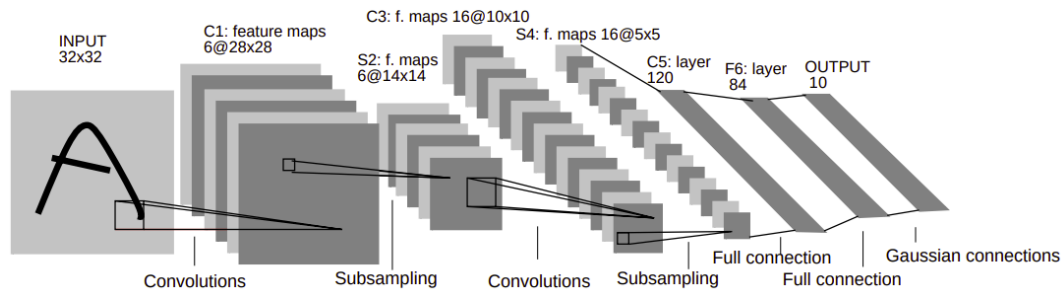 INPUT
32x32
C1: feature maps
6@28x28
S2: f. maps
6@14x14
C3: f. maps 16@10x10
S4: f. maps 16@5x5
C5: layer
120
F6: layer
84
OUTPUT
10
Convolutions
Subsampling
Convolutions
Subsampling
Full connection
Full connection
Gaussian connections